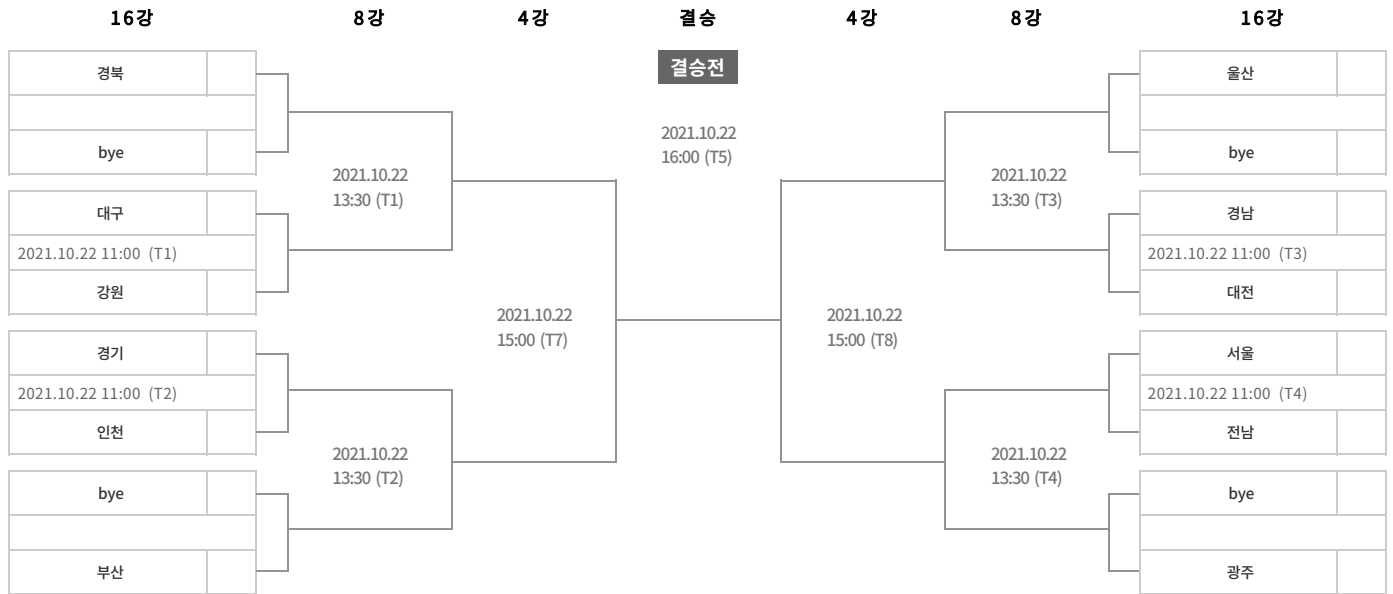 16강 8강 4강 결승 4강 8강 16강
결승전
경북
bye
대구
2021.10.22 11:00 (T1)
강원
경기
2021.10.22 11:00 (T2)
인천
bye
부산
2021.10.22
13:30 (T1)
2021.10.22
13:30 (T2)
2021.10.22
15:00 (T7)
2021.10.22
16:00 (T5)
2021.10.22
15:00 (T8)
2021.10.22
13:30 (T3)
2021.10.22
13:30 (T4)
울산
bye
경남
2021.10.22 11:00 (T3)
대전
서울
2021.10.22 11:00 (T4)
전남
bye
광주